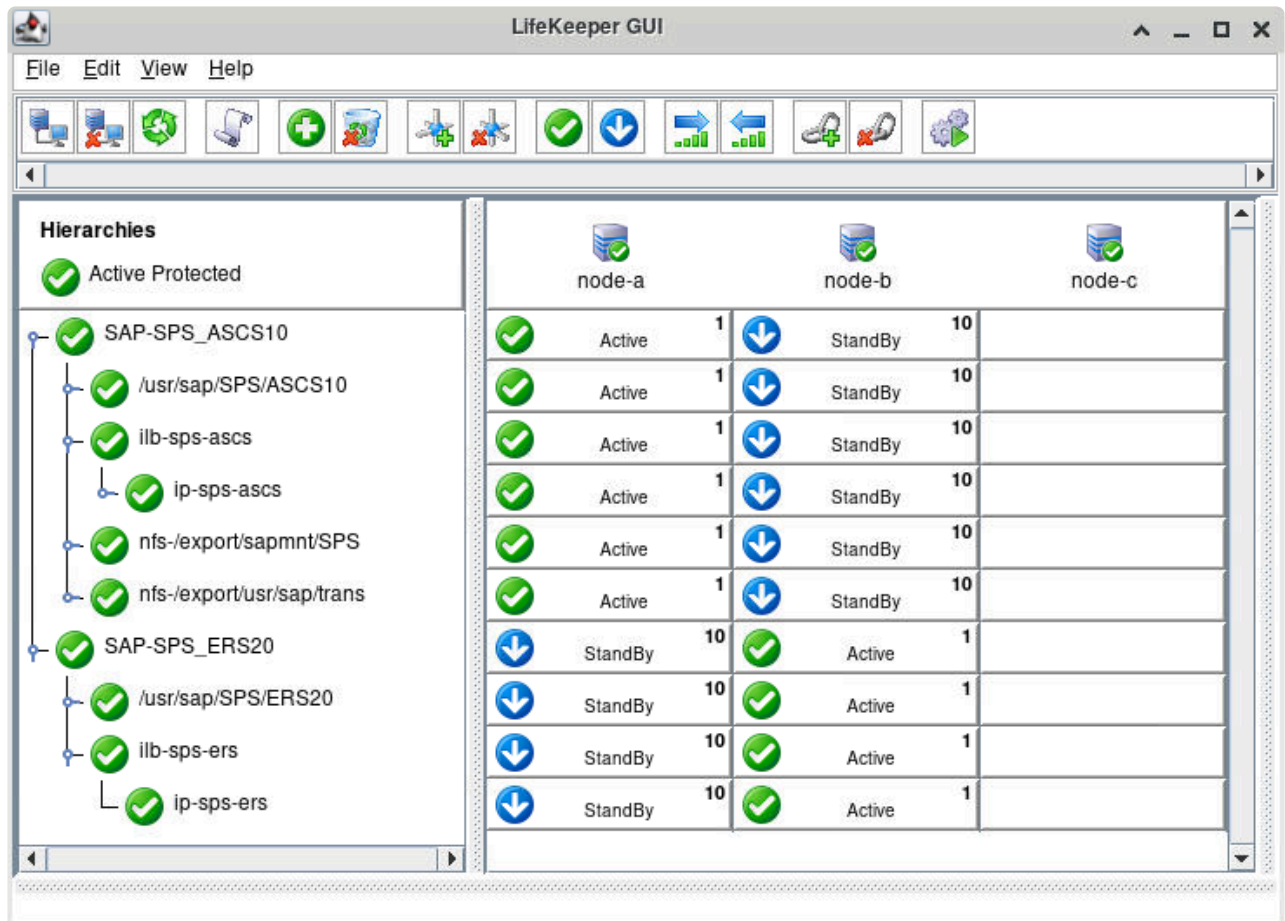 LifeKeeper GUI
File Edit View Help
Hierarchies
Active Protected
node-a node-b node-c
SAP-SPS_ASCS10 Active 1 StandBy 10
/usr/sap/SPS/ASCS10 Active 1 StandBy 10
ilb-sps-ascs Active 1 StandBy 10
ip-sps-ascs Active 1 StandBy 10
nfs-/export/sapmnt/SPS Active 1 StandBy 10
nfs-/export/usr/sap/trans Active 1 StandBy 10
SAP-SPS_ERS20 StandBy 10 Active 1
/usr/sap/SPS/ERS20 StandBy 10 Active 1
ilb-sps-ers StandBy 10 Active 1
ip-sps-ers StandBy 10 Active 1